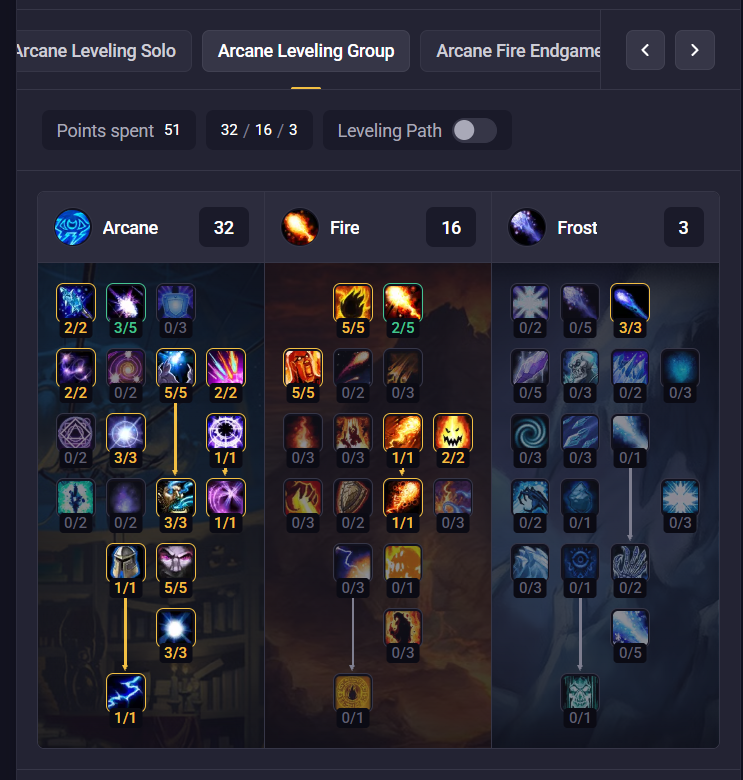 Arcane Leveling Solo Arcane Leveling Group Arcane Fire Endgame
Points spent 51 32 / 16 / 3 Leveling Path
Arcane 32 Fire 16 Frost 3
2/2 3/5 0/3 5/5 2/5 0/2 0/5 3/3
2/2 0/2 5/5 2/2 5/5 0/2 0/3 0/5 0/3 0/2 0/3
0/2 3/3 1/1 0/3 0/3 1/1 2/2 0/3 0/3 0/1
0/2 0/2 3/3 1/1 0/3 0/2 1/1 0/3 0/2 0/1 0/3
1/1 5/5 0/3 0/1 0/3 0/1 0/2
3/3 0/3 0/5
1/1 0/1 0/1